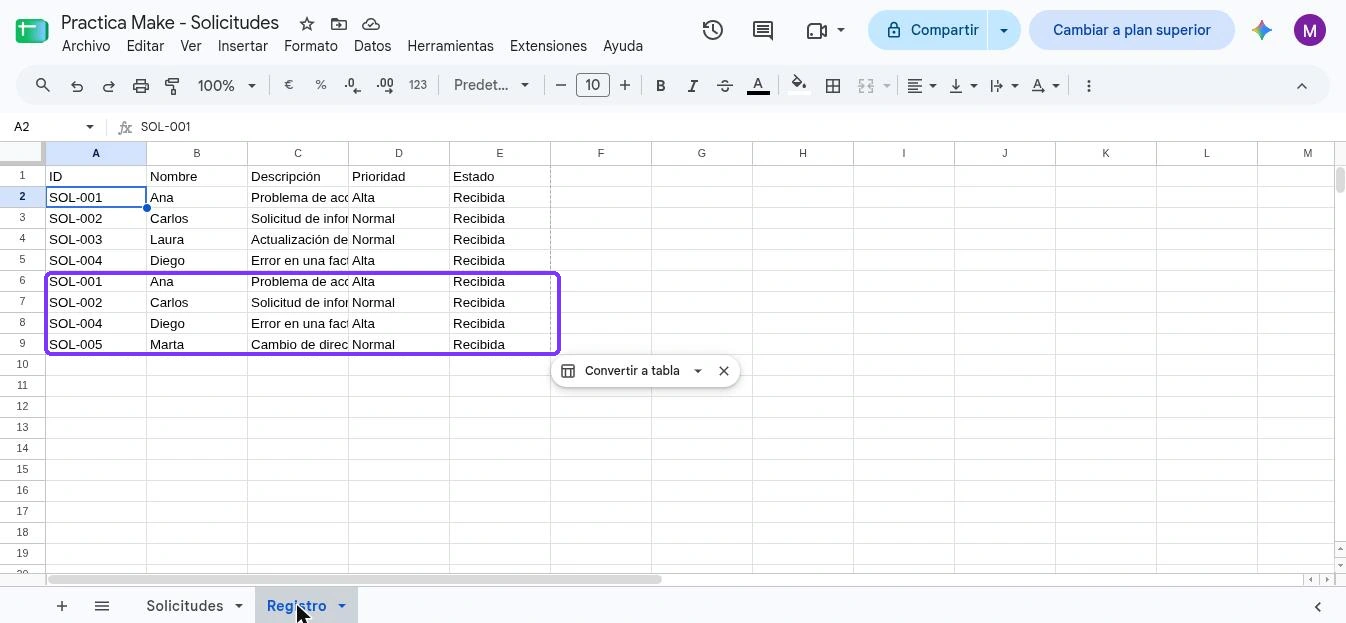 Practica Make - Solicitudes
Archivo Editar Ver Insertar Formato Datos Herramientas Extensiones Ayuda
Compartir
Cambiar a plan superior
M
100% € % .0 .00 123 Predet... 10 B I S A A
A2 fx SOL-001
A B C D E F G H I J K L M
1 ID Nombre Descripción Prioridad Estado
2 SOL-001 Ana Problema de acc Alta Recibida
3 SOL-002 Carlos Solicitud de infor Normal Recibida
4 SOL-003 Laura Actualización de Normal Recibida
5 SOL-004 Diego Error en una fact Alta Recibida
6 SOL-001 Ana Problema de acc Alta Recibida
7 SOL-002 Carlos Solicitud de infor Normal Recibida
8 SOL-004 Diego Error en una fact Alta Recibida
9 SOL-005 Marta Cambio de direc Normal Recibida
10 Convertir a tabla
11
12
13
14
15
16
17
18
19
Solicitudes Registro